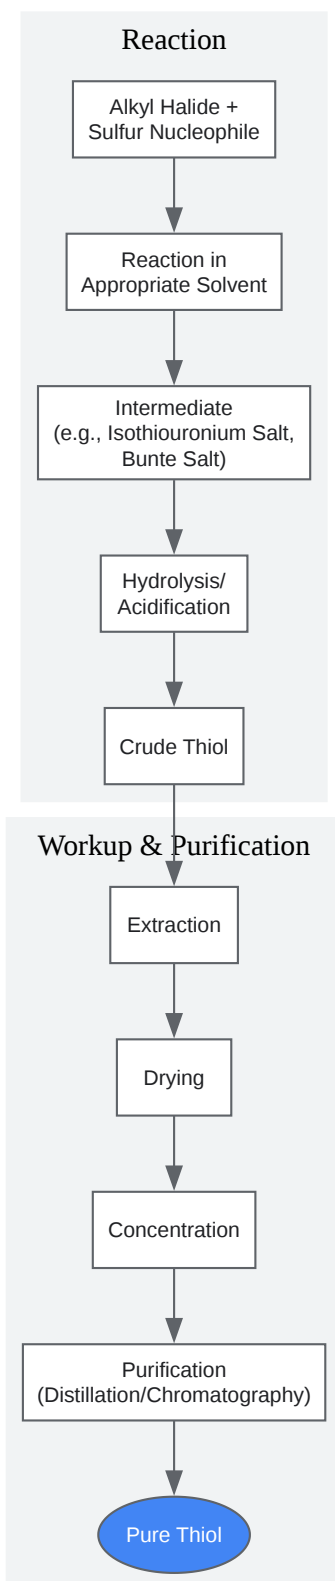 Reaction
Alkyl Halide +
Sulfur Nucleophile
Reaction in
Appropriate Solvent
Intermediate
(e.g., Isothiouronium Salt,
Bunte Salt)
Hydrolysis/
Acidification
Crude Thiol
Workup & Purification
Extraction
Drying
Concentration
Purification
(Distillation/Chromatography)
Pure Thiol